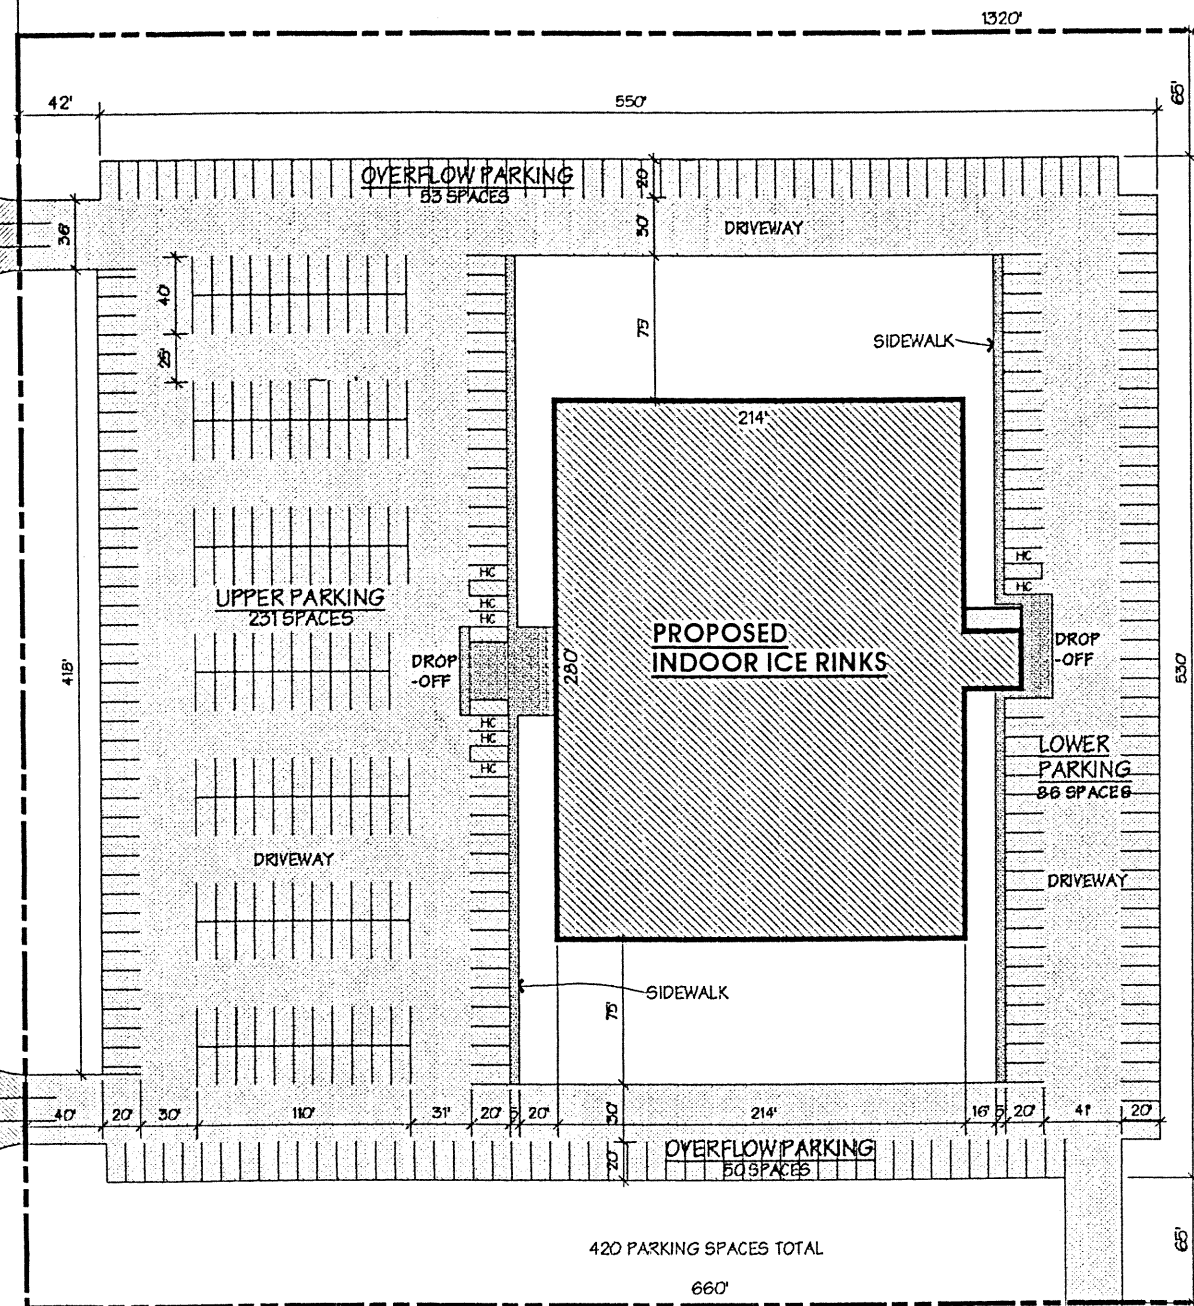 1320'
42'
550'
65'
OVERFLOW PARKING
53 SPACES
20'
36'
30'
DRIVEWAY
40'
75'
SIDEWALK
25'
214'
HC
HC
HC
HC
HC
UPPER PARKING
231 SPACES
PROPOSED
INDOOR ICE RINKS
DROP
-OFF
280'
DROP
-OFF
418'
530'
HC
HC
HC
LOWER
PARKING
86 SPACES
DRIVEWAY
DRIVEWAY
SIDEWALK
75'
40'
20'
30'
110'
31'
20'
5'
20'
30'
214'
16'
5'
20'
41'
20'
OVERFLOW PARKING
50 SPACES
20'
420 PARKING SPACES TOTAL
65'
660'